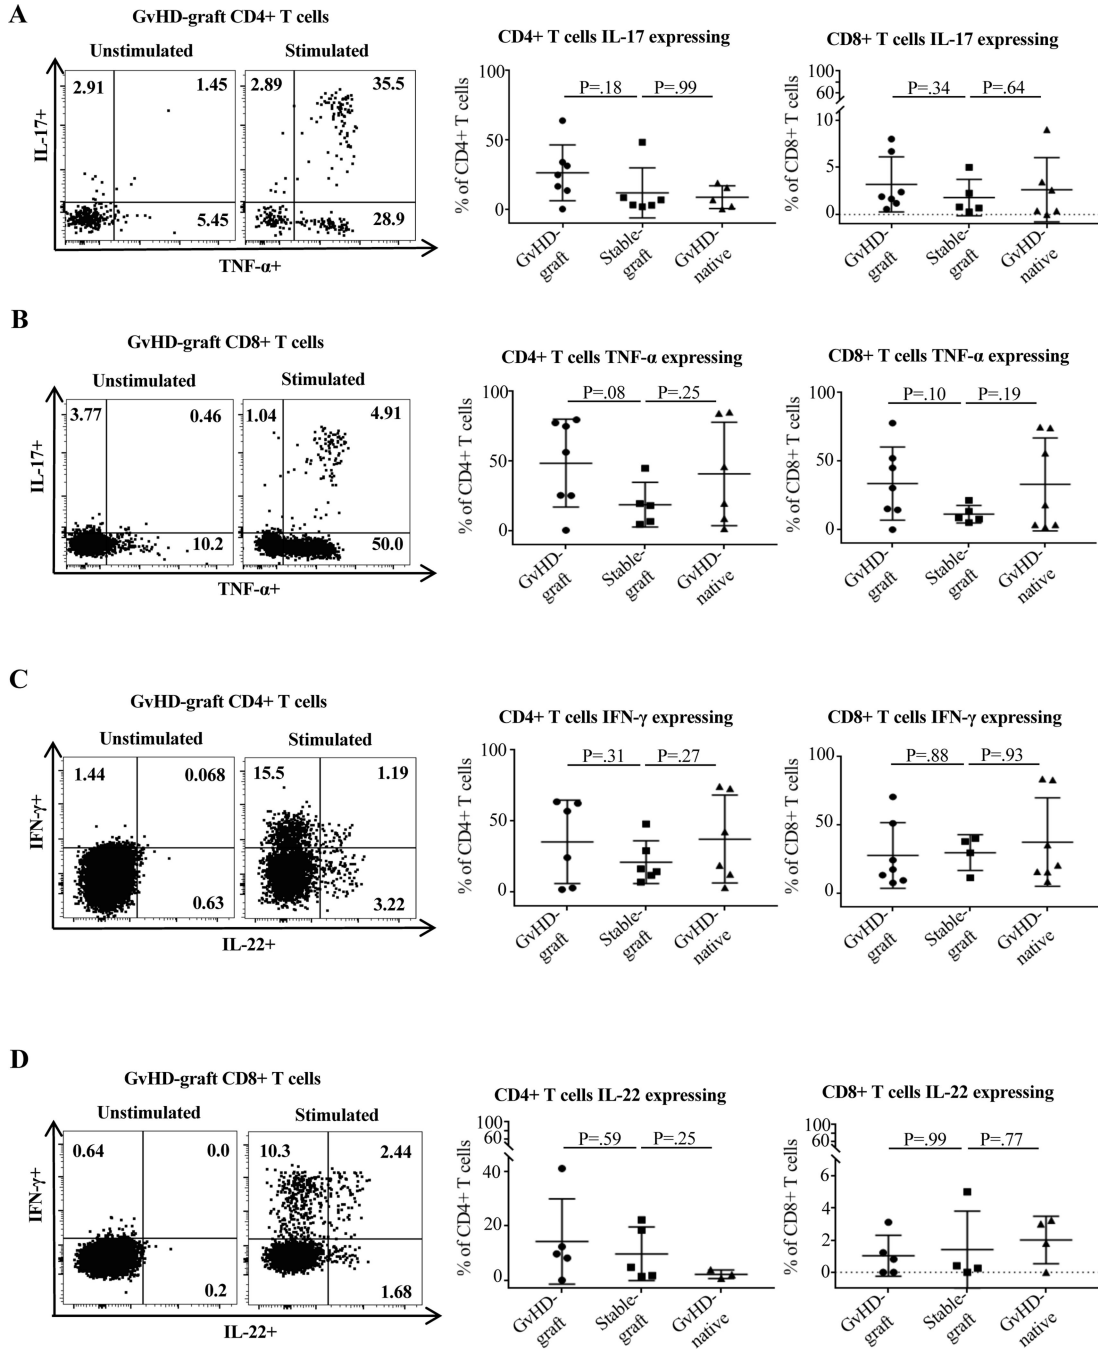 A
GvHD-graft CD4+ T cells
Unstimulated
Stimulated
2.91
1.45
5.45
2.89
35.5
28.9
IL-17+
TNF-α+
CD4+ T cells IL-17 expressing
% of CD4+ T cells
100
50
0
P=.18
P=.99
GvHD-
graft
Stable-
graft
GvHD-
native
CD8+ T cells IL-17 expressing
% of CD8+ T cells
100
60
10
5
0
P=.34
P=.64
GvHD-
graft
Stable-
graft
GvHD-
native
B
GvHD-graft CD8+ T cells
Unstimulated
Stimulated
3.77
0.46
10.2
1.04
4.91
50.0
IL-17+
TNF-α+
CD4+ T cells TNF-α expressing
% of CD4+ T cells
100
50
0
P=.08
P=.25
GvHD-
graft
Stable-
graft
GvHD-
native
CD8+ T cells TNF-α expressing
% of CD8+ T cells
100
50
0
P=.10
P=.19
GvHD-
graft
Stable-
graft
GvHD-
native
C
GvHD-graft CD4+ T cells
Unstimulated
Stimulated
1.44
0.068
0.63
15.5
1.19
3.22
IFN-γ+
IL-22+
CD4+ T cells IFN-γ expressing
% of CD4+ T cells
100
50
0
P=.31
P=.27
GvHD-
graft
Stable-
graft
GvHD-
native
CD8+ T cells IFN-γ expressing
% of CD8+ T cells
100
50
0
P=.88
P=.93
GvHD-
graft
Stable-
graft
GvHD-
native
D
GvHD-graft CD8+ T cells
Unstimulated
Stimulated
0.64
0.0
0.2
10.3
2.44
1.68
IFN-γ+
IL-22+
CD4+ T cells IL-22 expressing
% of CD4+ T cells
100
60
40
20
0
P=.59
P=.25
GvHD-
graft
Stable-
graft
GvHD-
native
CD8+ T cells IL-22 expressing
% of CD8+ T cells
100
60
6
4
2
0
P=.99
P=.77
GvHD-
graft
Stable-
graft
GvHD-
native